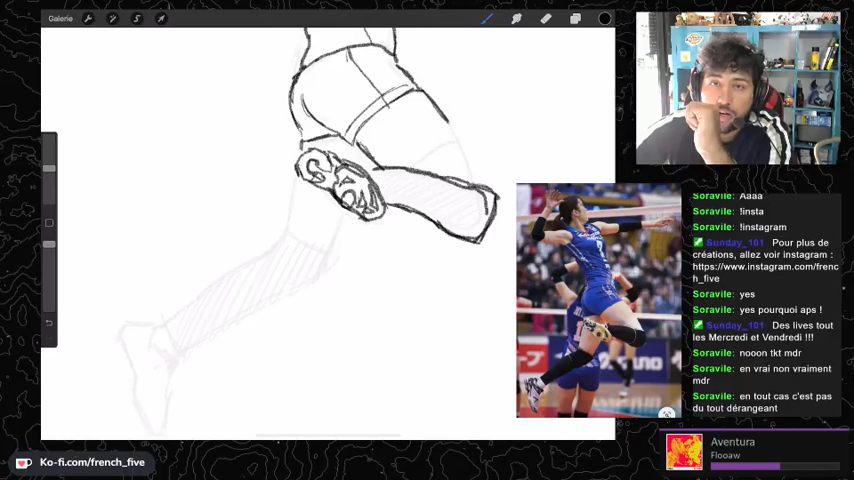 Galerie
Soravile: Aaaa
Soravile: !insta
Soravile: !instagram
Sunday_101 Pour plus de
créations, allez voir instagram :
https://www.instagram.com/frenc
h_five
Soravile: yes
Soravile: yes pourquoi aps !
Sunday_101: Des lives tout
les Mercredi et Vendredi !!!
Soravile: nooon tkt mdr
Soravile: en vrai non vraiment
mdr
Soravile: en tout cas c'est pas
du tout dérangeant
Aventura
Flooaw
Ko-fi.com/french_five